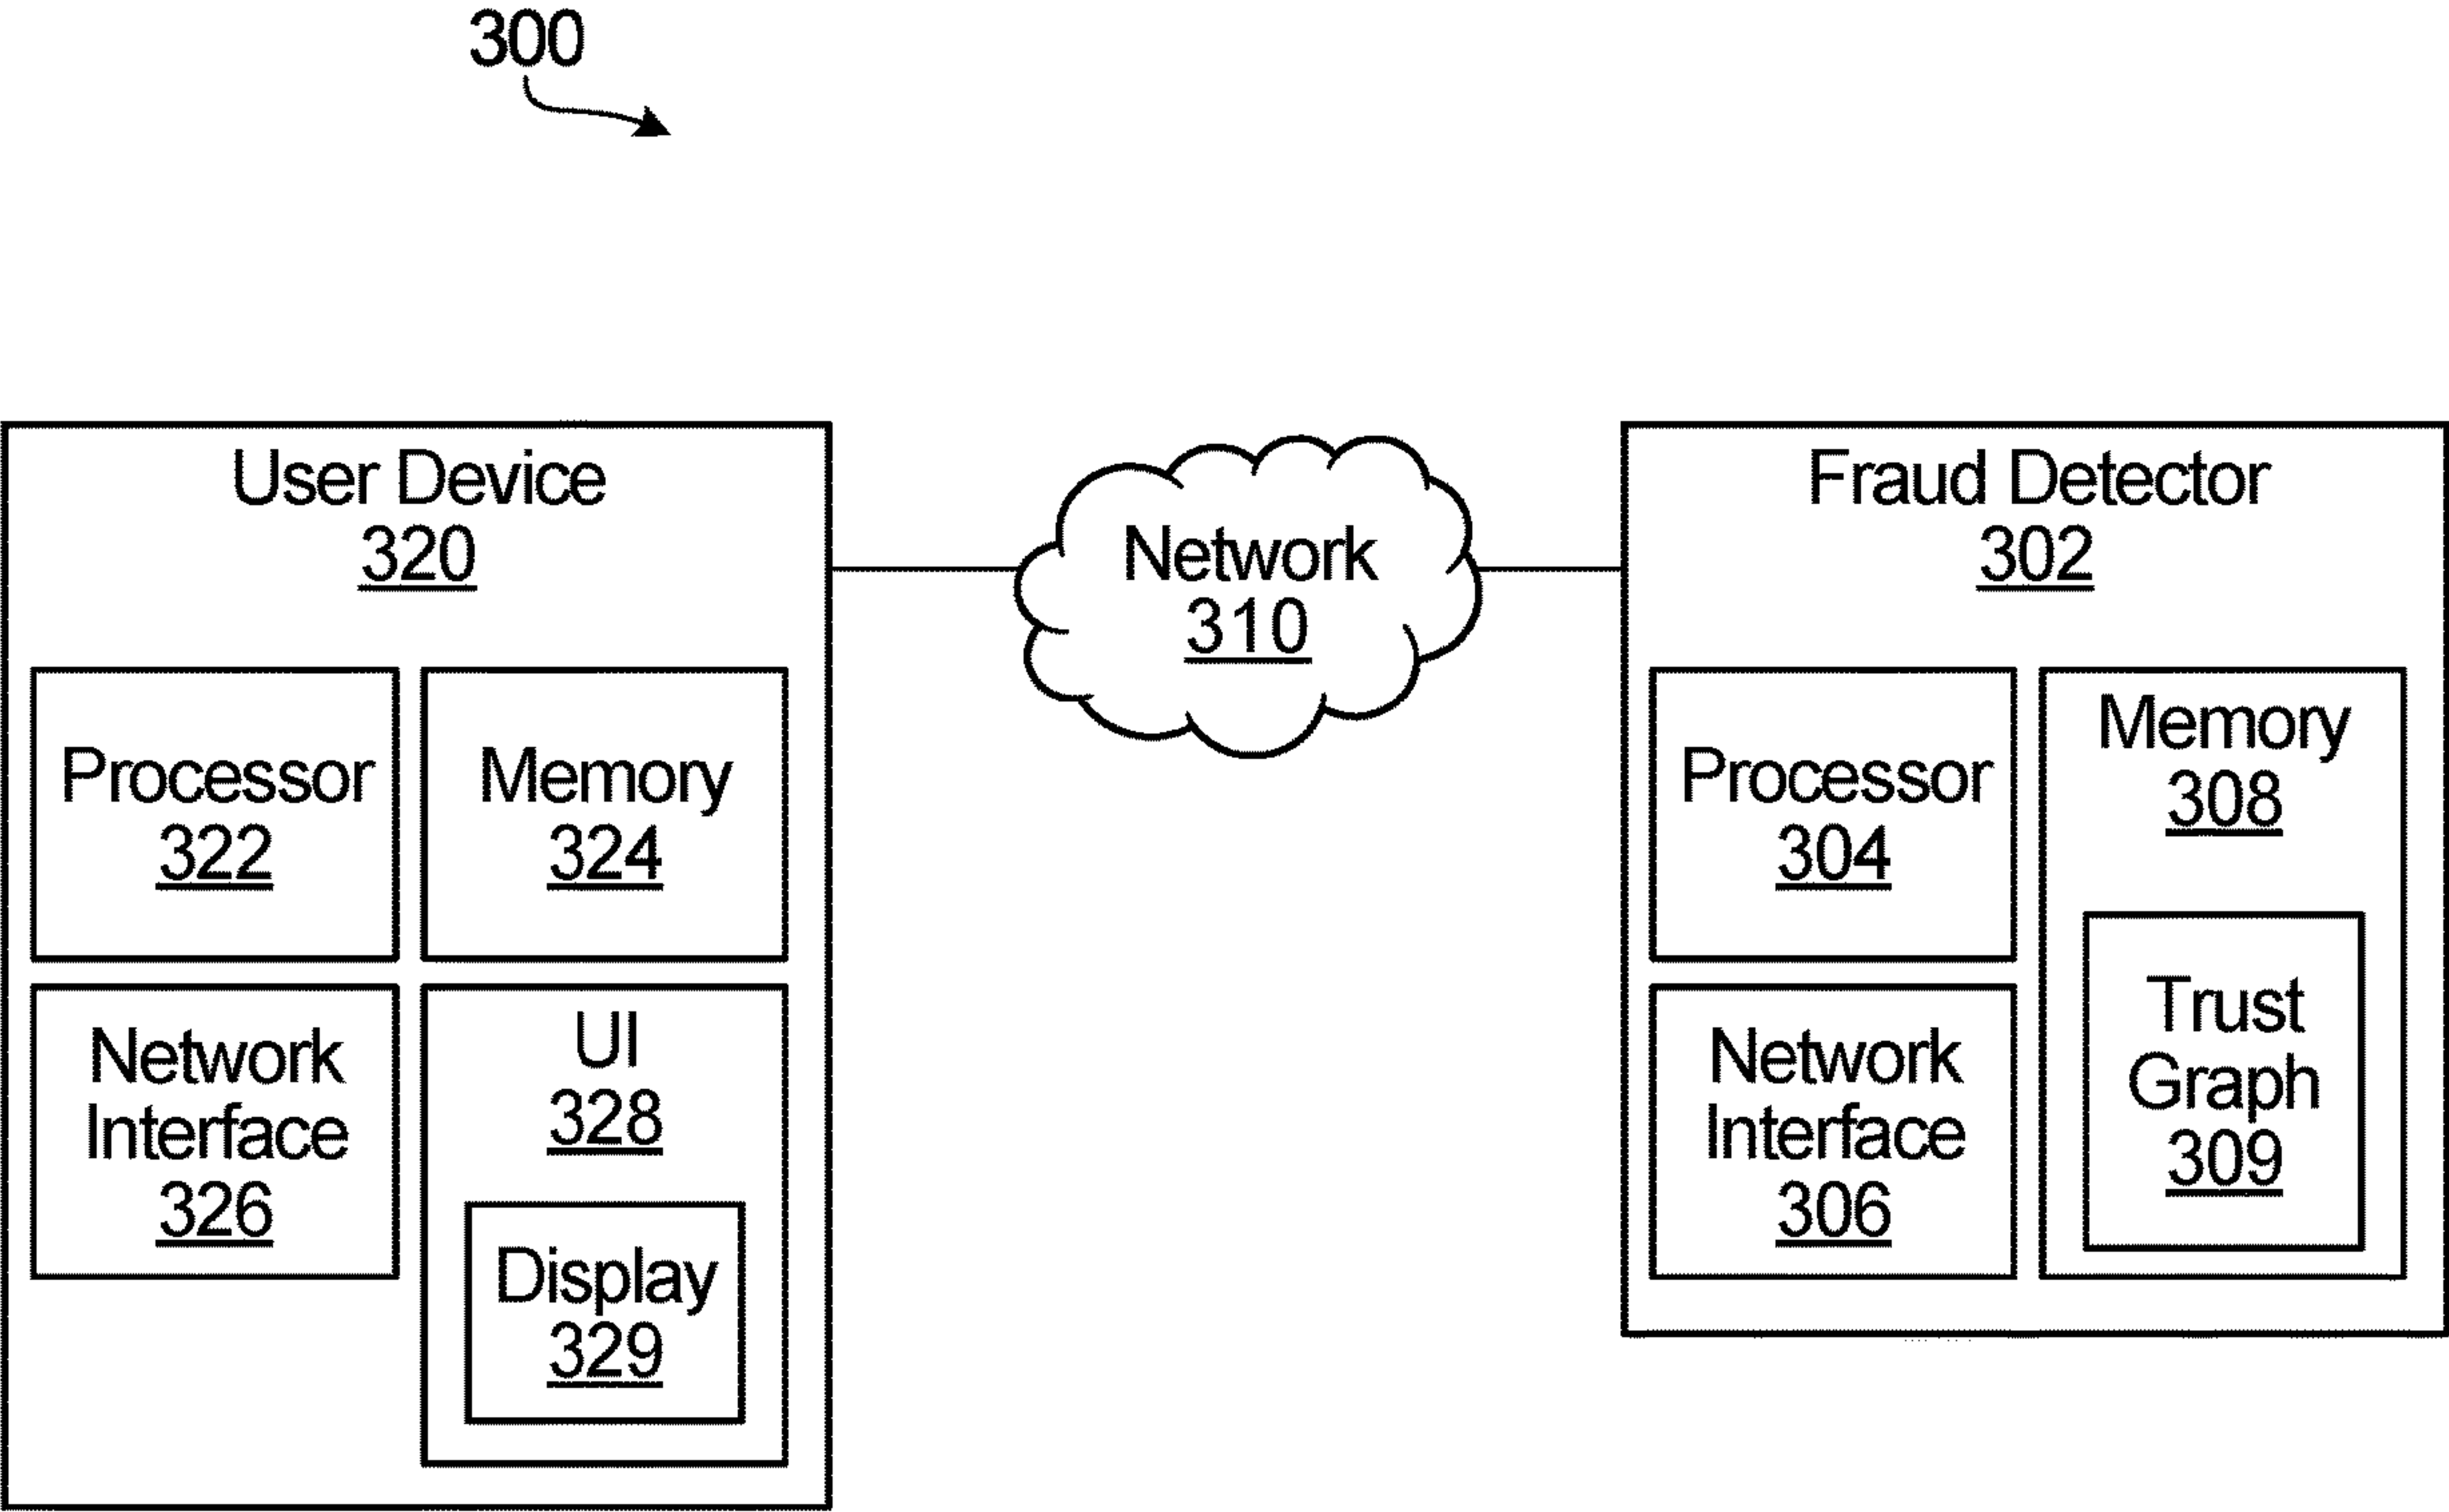 300
User Device
320
Processor
322
Memory
324
Network
Interface
326
UI
328
Display
329
Network
310
Fraud Detector
302
Processor
304
Memory
308
Network
Interface
306
Trust
Graph
309